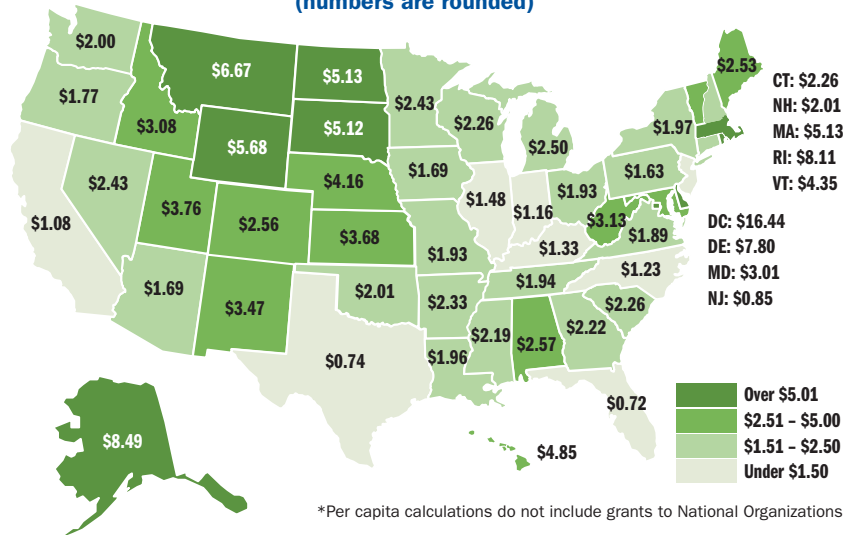 (numbers are rounded)
$2.00
$6.67
$5.13
$2.43
$2.53
$1.77
$3.08
$5.68
$5.12
$2.26
$2.50
$1.97
CT: $2.26
NH: $2.01
MA: $5.13
RI: $8.11
VT: $4.35
$1.08
$2.43
$3.76
$2.56
$4.16
$3.68
$1.69
$1.48
$1.16
$1.93
$1.63
$3.13
$1.89
DC: $16.44
DE: $7.80
MD: $3.01
NJ: $0.85
$1.69
$3.47
$2.01
$1.93
$1.33
$1.23
$1.94
$2.33
$2.26
$0.74
$1.96
$2.19
$2.57
$2.22
$0.72
$8.49
$4.85
Over $5.01
$2.51 – $5.00
$1.51 – $2.50
Under $1.50
*Per capita calculations do not include grants to National Organizations